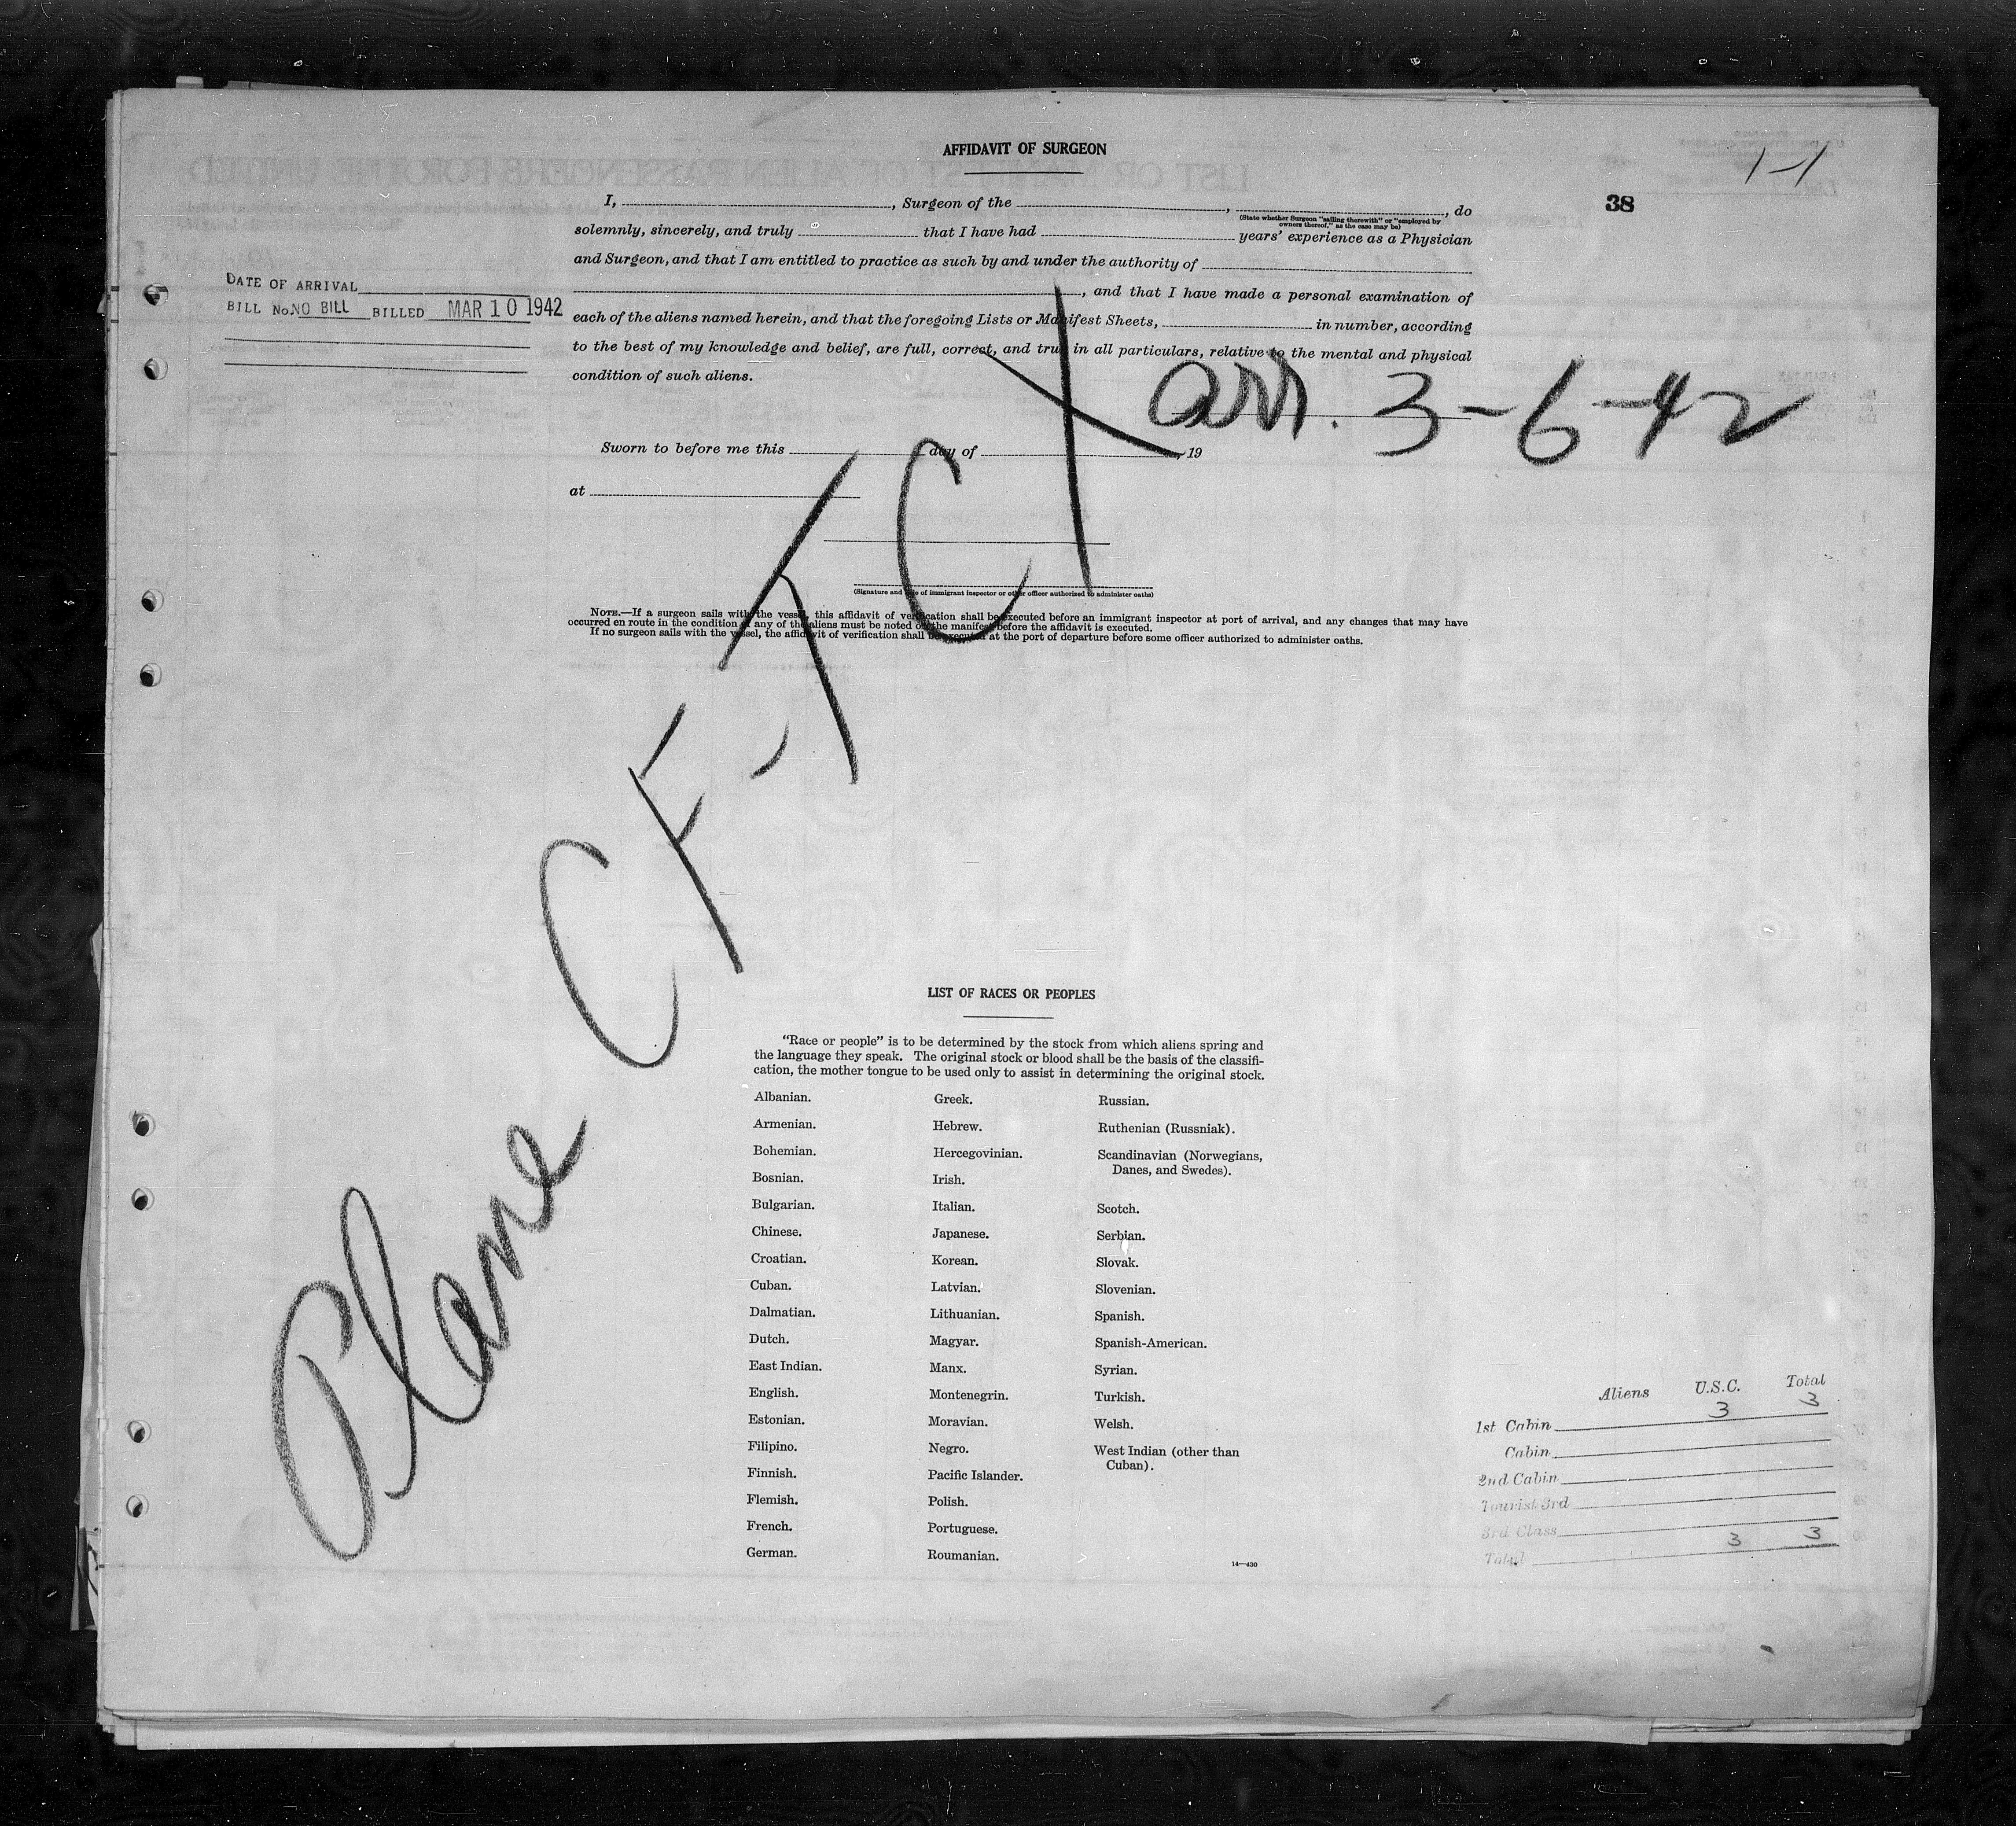 AFFIDAVIT OF SURGEON
1-1
38
I, , Surgeon of the , , do
(State whether Surgeon "sailing therewith" or "employed by
owners thereof," as the case may be)
solemnly, sincerely, and truly that I have had years' experience as a Physician
and Surgeon, and that I am entitled to practice as such by and under the authority of
, and that I have made a personal examination of
each of the aliens named herein, and that the foregoing Lists or Manifest Sheets, in number, according
to the best of my knowledge and belief, are full, correct, and true in all particulars, relative to the mental and physical
condition of such aliens.
DATE OF ARRIVAL
BILL No. NO BILL BILLED MAR 10 1942
arr. 3-6-42
Sworn to before me this day of , 19
at
(Signature and title of immigrant inspector or other officer authorized to administer oaths)
NOTE.—If a surgeon sails with the vessel, this affidavit of verification shall be executed before an immigrant inspector at port of arrival, and any changes that may have
occurred en route in the condition of any of the aliens must be noted on the manifest before the affidavit is executed.
If no surgeon sails with the vessel, the affidavit of verification shall be executed at the port of departure before some officer authorized to administer oaths.
Plane CF-TCX
LIST OF RACES OR PEOPLES
"Race or people" is to be determined by the stock from which aliens spring and
the language they speak. The original stock or blood shall be the basis of the classifi-
cation, the mother tongue to be used only to assist in determining the original stock.
Albanian.
Armenian.
Bohemian.
Bosnian.
Bulgarian.
Chinese.
Croatian.
Cuban.
Dalmatian.
Dutch.
East Indian.
English.
Estonian.
Filipino.
Finnish.
Flemish.
French.
German.
Greek.
Hebrew.
Hercegovinian.
Irish.
Italian.
Japanese.
Korean.
Latvian.
Lithuanian.
Magyar.
Manx.
Montenegrin.
Moravian.
Negro.
Pacific Islander.
Polish.
Portuguese.
Roumanian.
Russian.
Ruthenian (Russniak).
Scandinavian (Norwegians,
Danes, and Swedes).
Scotch.
Serbian.
Slovak.
Slovenian.
Spanish.
Spanish-American.
Syrian.
Turkish.
Welsh.
West Indian (other than
Cuban).
14—430
Aliens U.S.C. Total
1st Cabin 3 3
Cabin
2nd Cabin
Tourist 3rd
3rd Class
Total 3 3